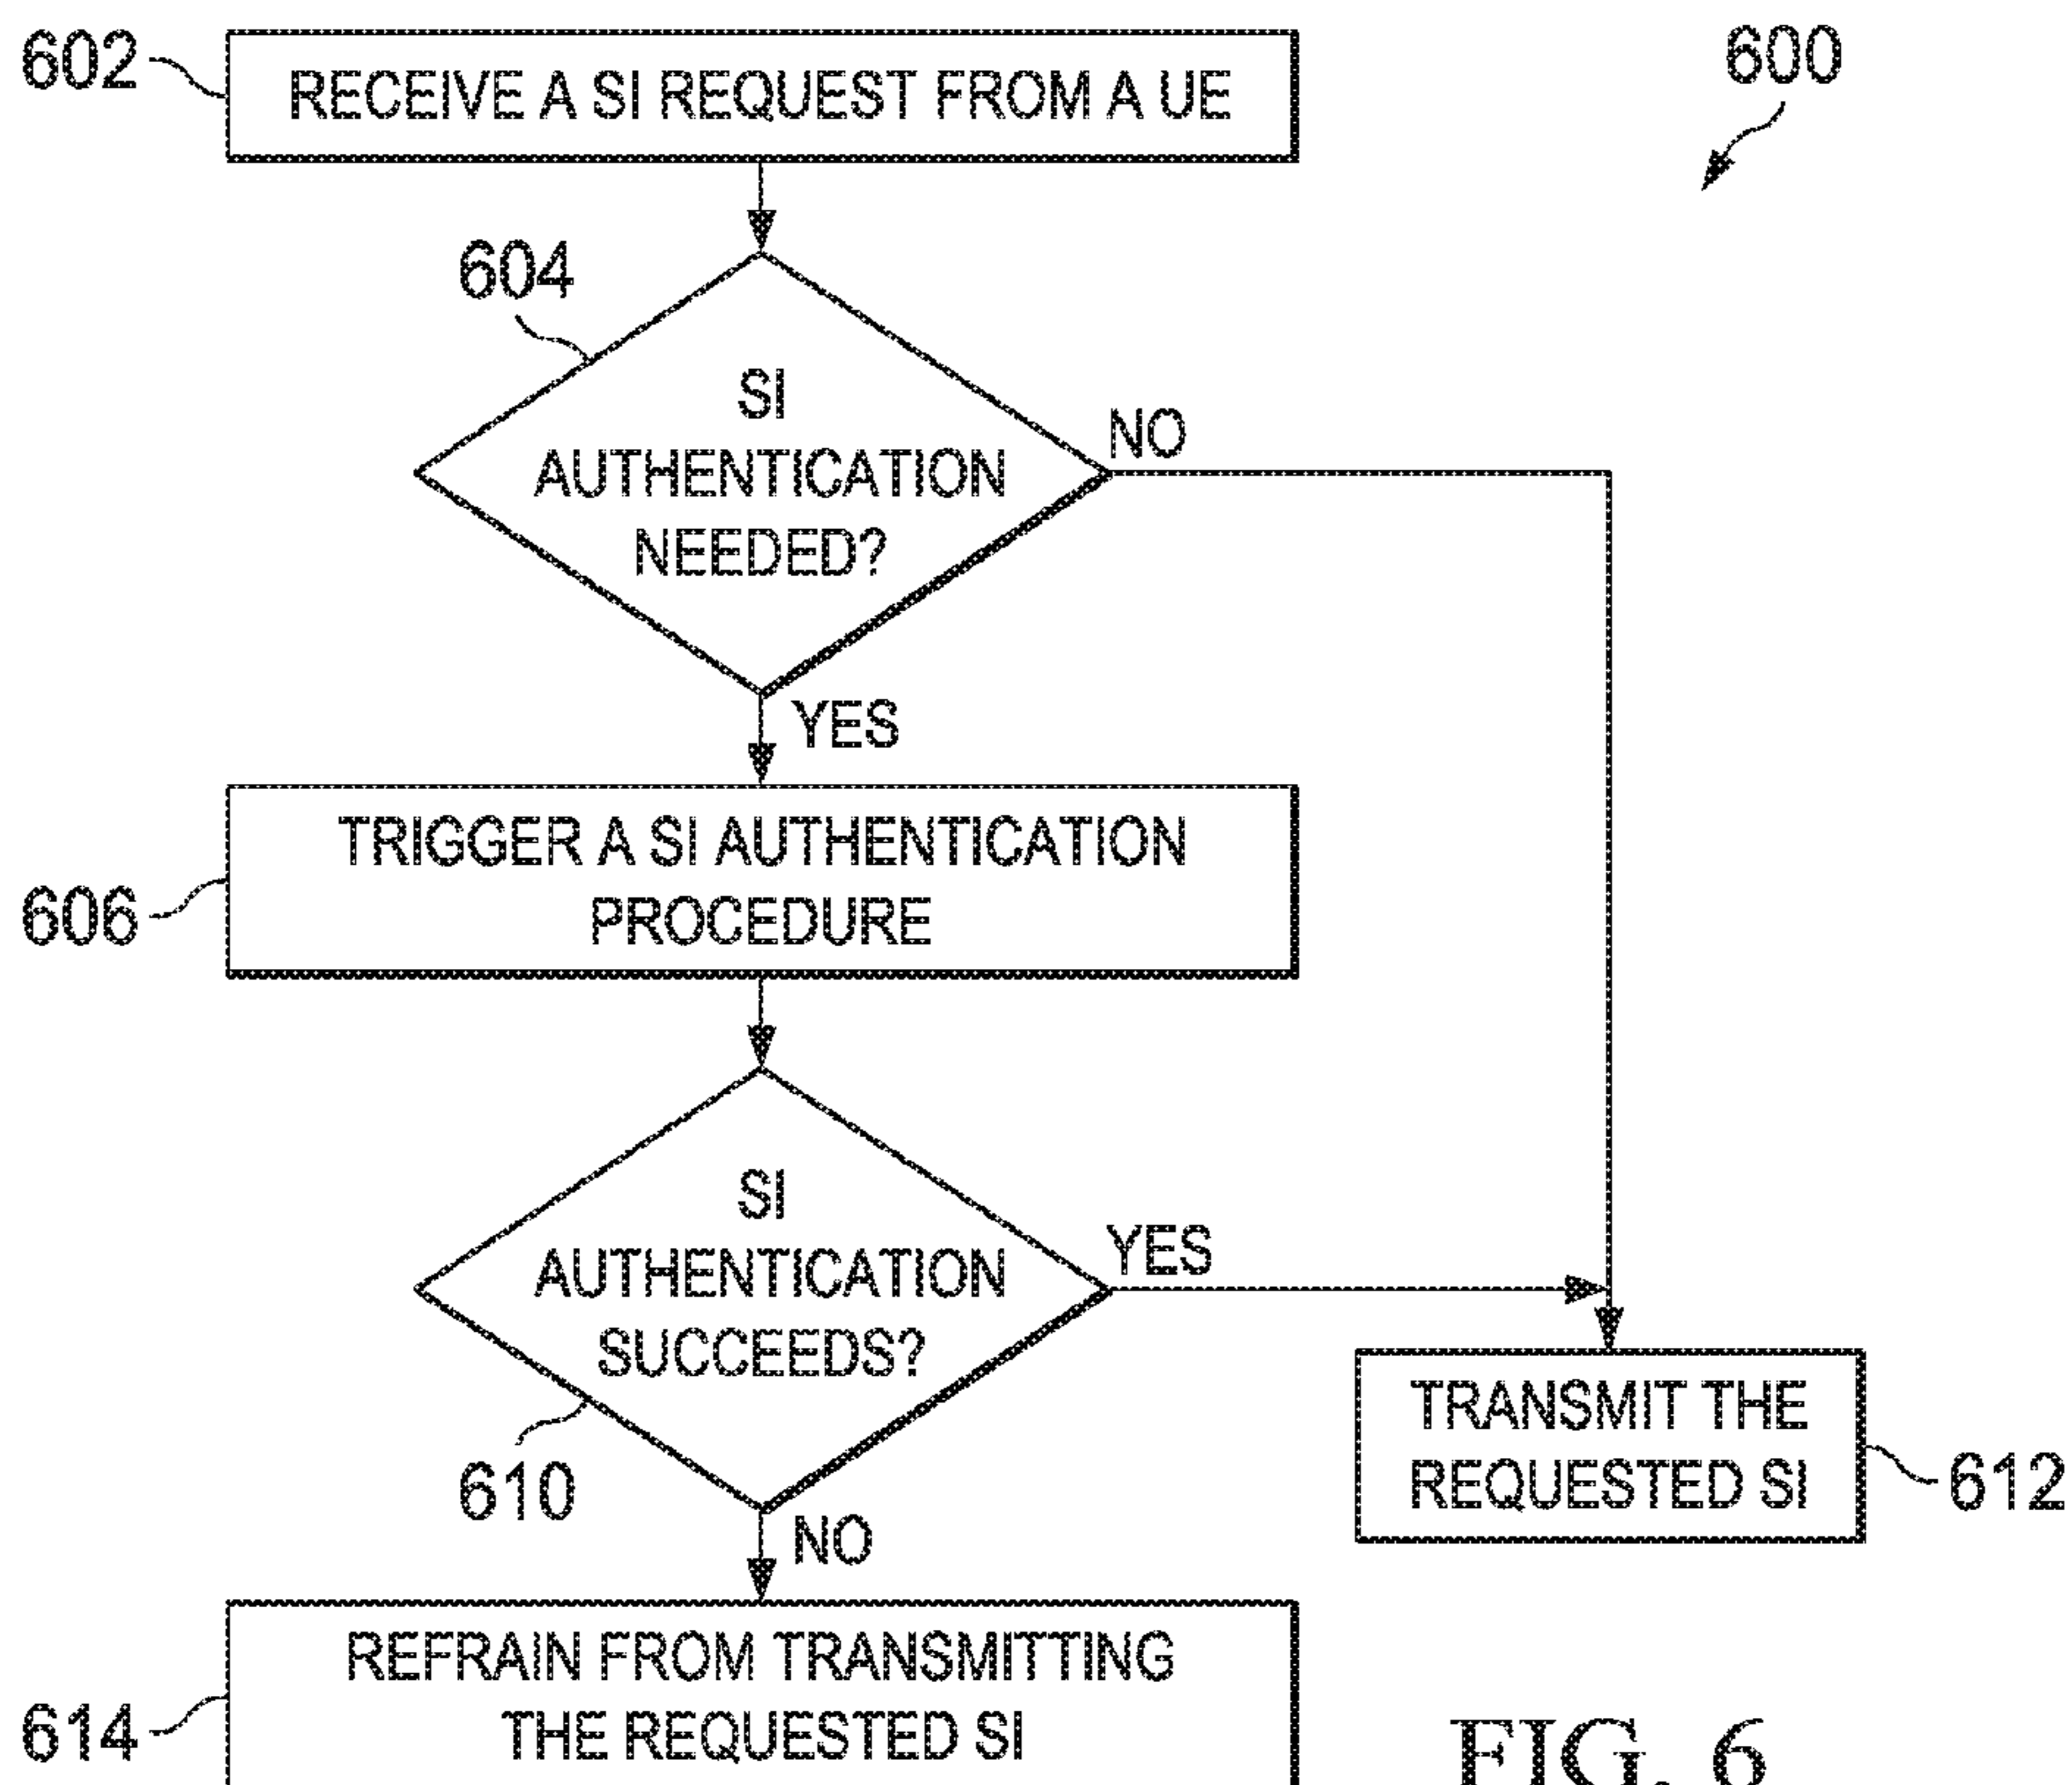 602
RECEIVE A SI REQUEST FROM A UE
600
604
SI
AUTHENTICATION
NEEDED?
NO
YES
606
TRIGGER A SI AUTHENTICATION
PROCEDURE
SI
AUTHENTICATION
SUCCEEDS?
YES
610
NO
TRANSMIT THE
REQUESTED SI
612
614
REFRAIN FROM TRANSMITTING
THE REQUESTED SI
FIG. 6